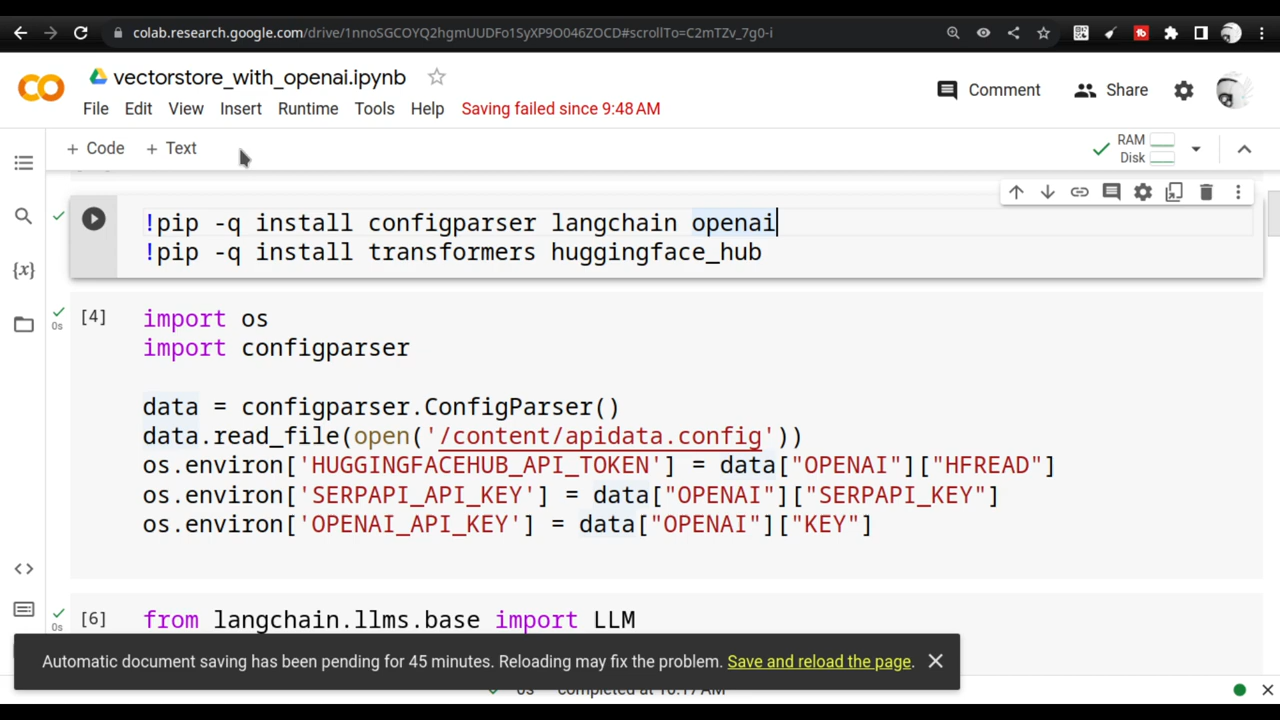 colab.research.google.com/drive/1nnoSGCOYQ2hgmUUDFo1SyXP9O046ZOCD#scrollTo=C2mTZv_7g0-i
vectorstore_with_openai.ipynb
Comment
Share
File Edit View Insert Runtime Tools Help Saving failed since 9:48 AM
+ Code + Text
RAM
Disk
!pip -q install configparser langchain openai
!pip -q install transformers huggingface_hub
[4] import os
0s
import configparser
data = configparser.ConfigParser()
data.read_file(open('/content/apidata.config'))
os.environ['HUGGINGFACEHUB_API_TOKEN'] = data["OPENAI"]["HFREAD"]
os.environ['SERPAPI_API_KEY'] = data["OPENAI"]["SERPAPI_KEY"]
os.environ['OPENAI_API_KEY'] = data["OPENAI"]["KEY"]
[6] from langchain.llms.base import LLM
0s
Automatic document saving has been pending for 45 minutes. Reloading may fix the problem. Save and reload the page.
0s completed at 10:17 AM